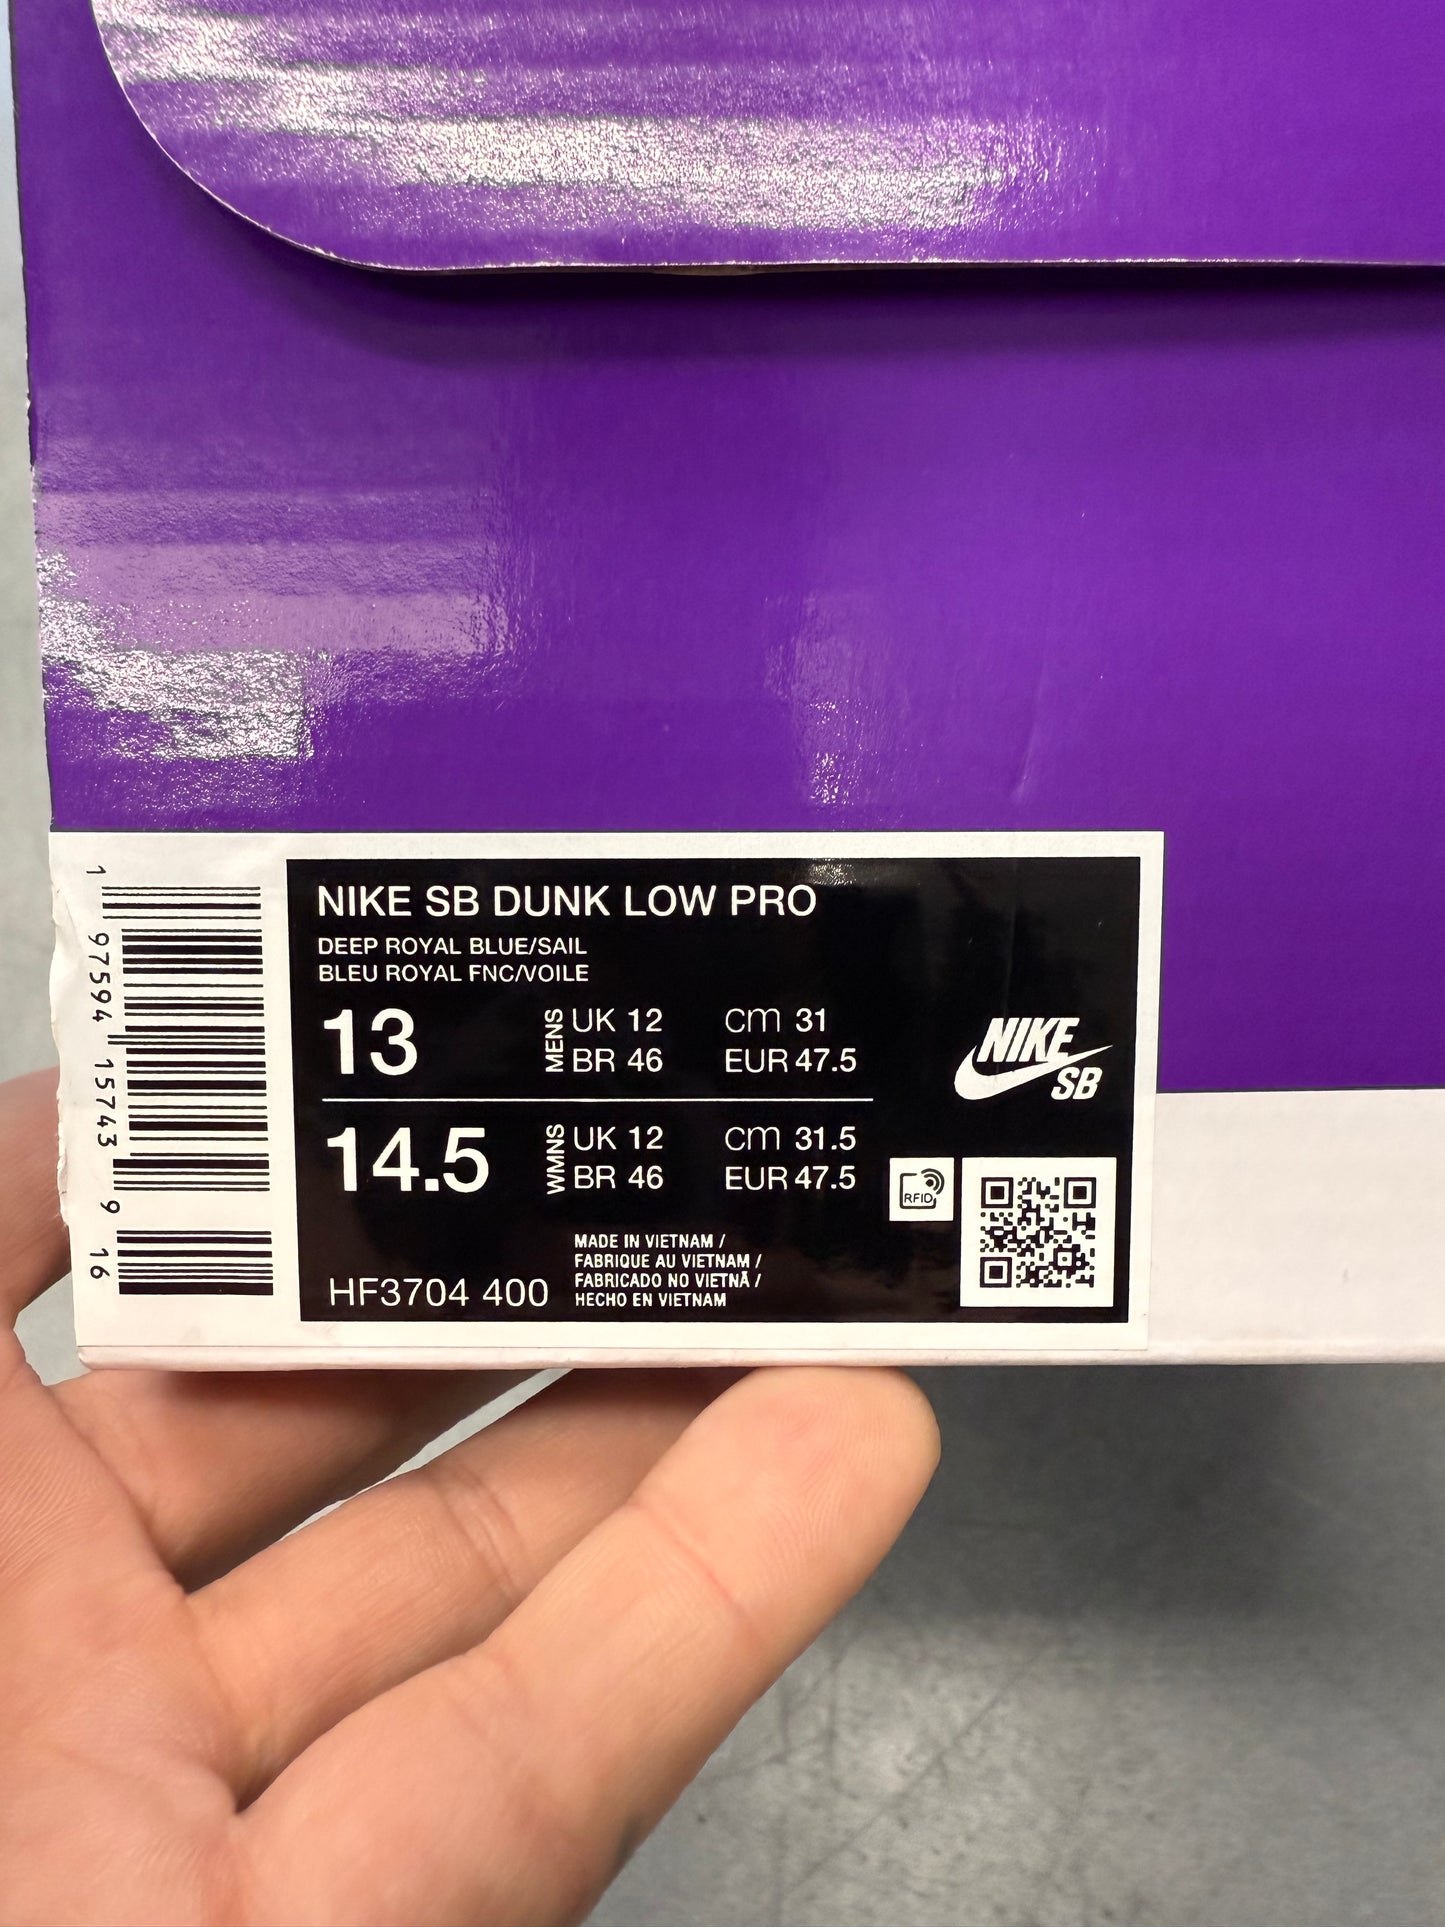 NIKE SB DUNK LOW PRO
DEEP ROYAL BLUE/SAIL
BLEU ROYAL FNC/VOILE
13 MENS UK 12 CM 31
BR 46 EUR 47.5
14.5 WMNS UK 12 CM 31.5
BR 46 EUR 47.5
NIKE
SB
RFID
MADE IN VIETNAM /
FABRIQUE AU VIETNAM /
FABRICADO NO VIETNÃ /
HECHO EN VIETNAM
HF3704 400
1 97594 15743 9 16